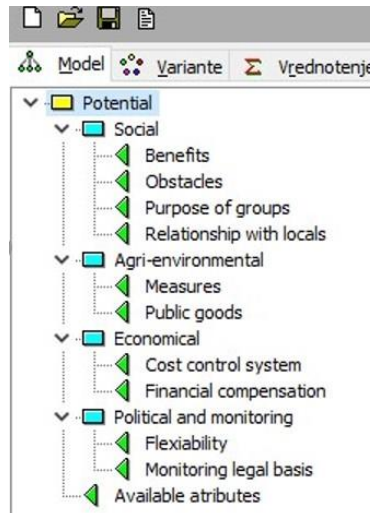 Model Variante Σ Vrednotenje
Potential
Social
Benefits
Obstacles
Purpose of groups
Relationship with locals
Agri-environmental
Measures
Public goods
Economical
Cost control system
Financial compensation
Political and monitoring
Flexiability
Monitoring legal basis
Available atributes